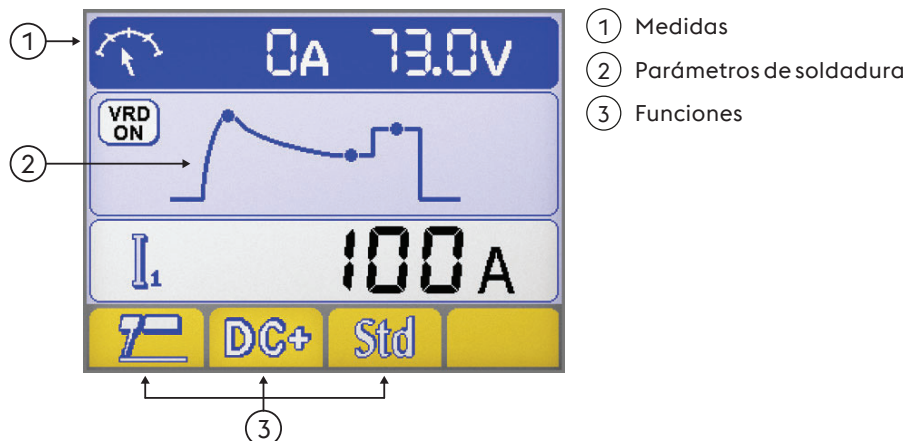 1
0A 73.0V
1 Medidas
2 Parámetros de soldadura
3 Funciones
VRD
ON
2
I1
100 A
DC+ Std
3